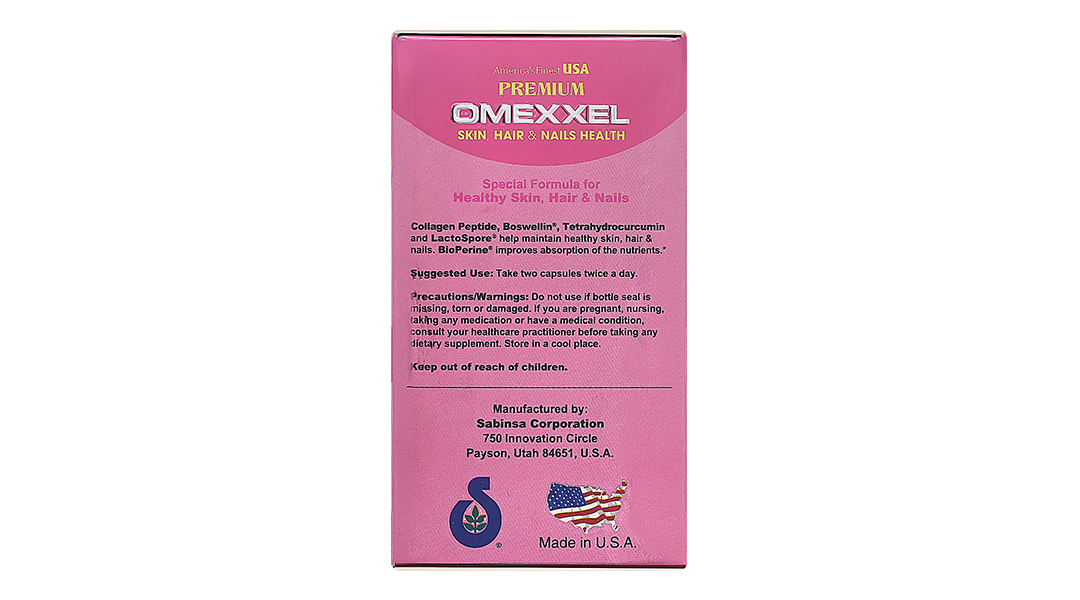 America's Finest USA
PREMIUM
OMEXXEL
SKIN HAIR & NAILS HEALTH
Special Formula for
Healthy Skin, Hair & Nails
Collagen Peptide, Boswellin®, Tetrahydrocurcumin
and LactoSpore® help maintain healthy skin, hair &
nails. BioPerine® improves absorption of the nutrients.*
Suggested Use: Take two capsules twice a day.
Precautions/Warnings: Do not use if bottle seal is
missing, torn or damaged. If you are pregnant, nursing,
taking any medication or have a medical condition,
consult your healthcare practitioner before taking any
dietary supplement. Store in a cool place.
Keep out of reach of children.
Manufactured by:
Sabinsa Corporation
750 Innovation Circle
Payson, Utah 84651, U.S.A.
®
Made in U.S.A.